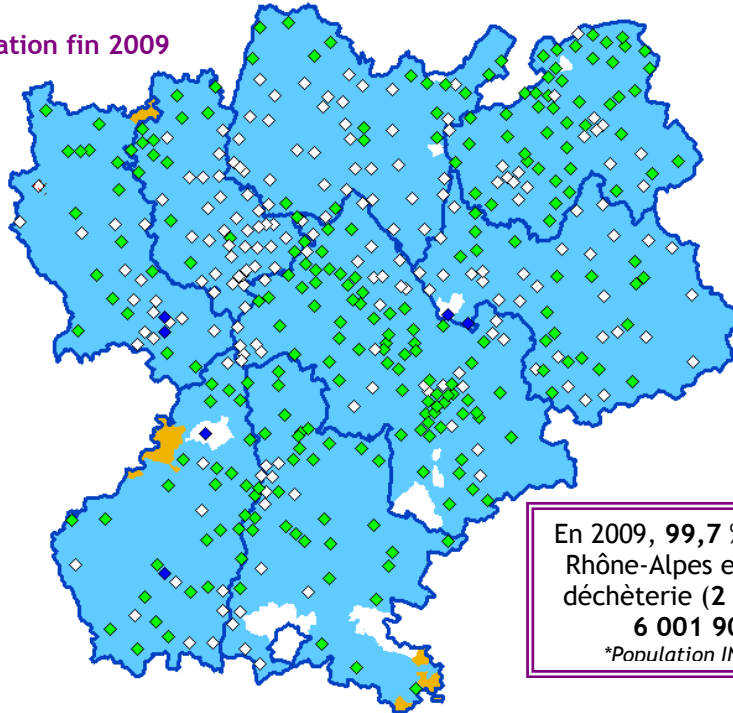 ation fin 2009
En 2009, 99,7 %
Rhône-Alpes e
déchèterie (2
6 001 90
*Population IN